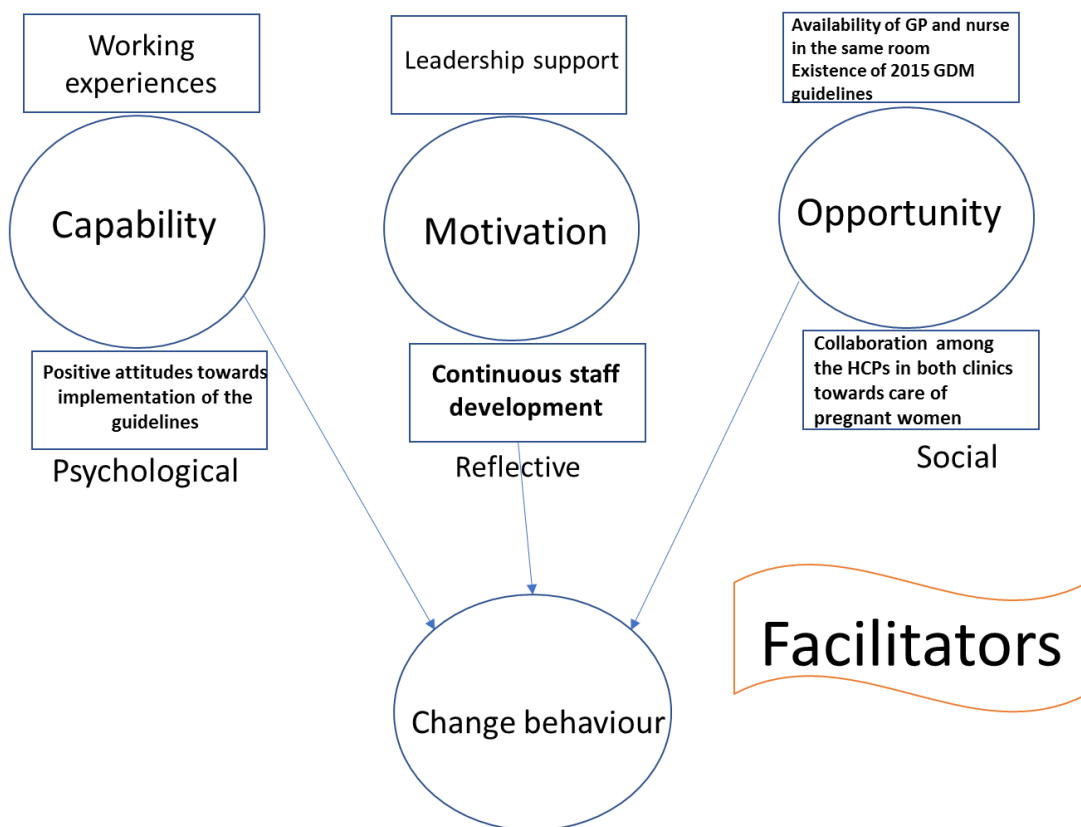 Working
experiences
Leadership support
Availability of GP and nurse
in the same room
Existence of 2015 GDM
guidelines
Capability
Motivation
Opportunity
Positive attitudes towards
implementation of the
guidelines
Continuous staff
development
Collaboration among
the HCPs in both clinics
towards care of
pregnant women
Psychological
Reflective
Social
Facilitators
Change behaviour